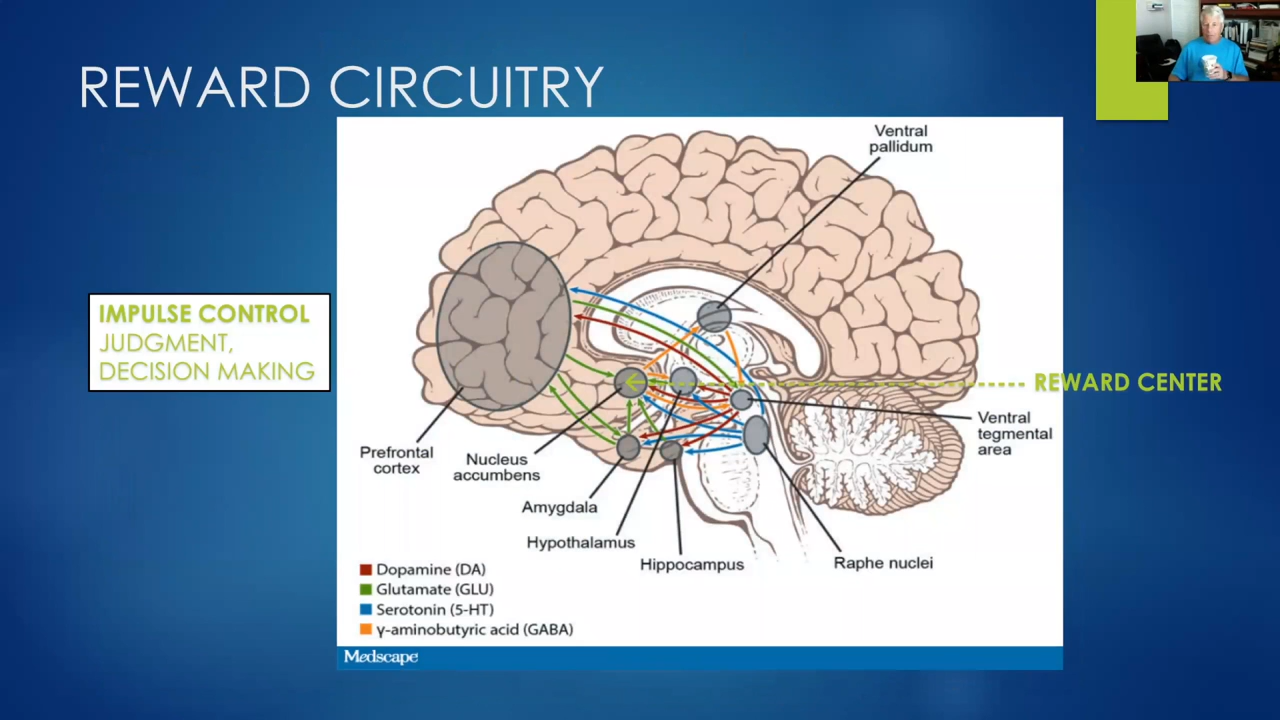 REWARD CIRCUITRY
Ventral
pallidum
IMPULSE CONTROL
JUDGMENT,
DECISION MAKING
REWARD CENTER
Ventral
tegmental
area
Prefrontal
cortex
Nucleus
accumbens
Amygdala
Hypothalamus
Hippocampus
Raphe nuclei
Dopamine (DA)
Glutamate (GLU)
Serotonin (5-HT)
γ-aminobutyric acid (GABA)
Medscape